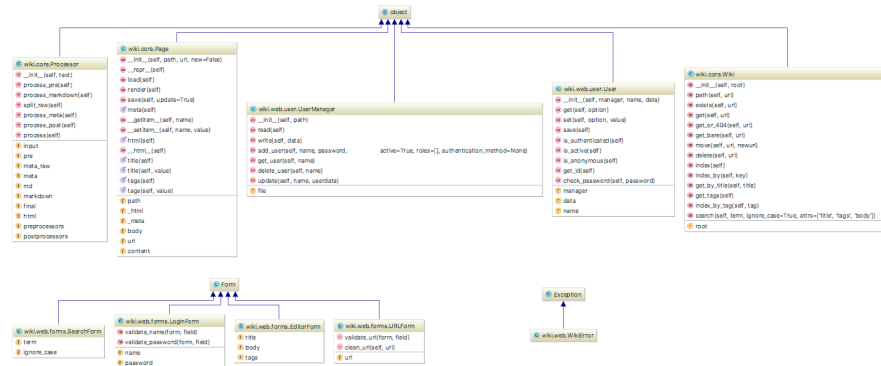 object
wiki.core.Processor
__init__(self, text)
process_pre(self)
process_markdown(self)
split_raw(self)
process_meta(self)
process_post(self)
process(self)
input
pre
meta_raw
meta
md
markdown
final
html
preprocessors
postprocessors
wiki.core.Page
__init__(self, path, url, new=False)
__repr__(self)
load(self)
render(self)
save(self, update=True)
meta(self)
__getitem__(self, name)
__setitem__(self, name, value)
html(self)
__html__(self)
title(self)
title(self, value)
tags(self)
tags(self, value)
path
_html
_meta
body
url
content
wiki.web.user.UserManager
__init__(self, path)
read(self)
write(self, data)
add_user(self, name, password, active=True, roles=[], authentication_method=None)
get_user(self, name)
delete_user(self, name)
update(self, name, userdata)
file
wiki.web.user.User
__init__(self, manager, name, data)
get(self, option)
set(self, option, value)
save(self)
is_authenticated(self)
is_active(self)
is_anonymous(self)
get_id(self)
check_password(self, password)
manager
data
name
wiki.core.Wiki
__init__(self, root)
path(self, url)
exists(self, url)
get(self, url)
get_or_404(self, url)
get_bare(self, url)
move(self, url, newurl)
delete(self, url)
index(self)
index_by(self, key)
get_by_title(self, title)
get_tags(self)
index_by_tag(self, tag)
search(self, term, ignore_case=True, attrs=['title', 'tags', 'body'])
root
Form
wiki.web.forms.SearchForm
term
ignore_case
wiki.web.forms.LoginForm
validate_name(form, field)
validate_password(form, field)
name
password
wiki.web.forms.EditorForm
title
body
tags
wiki.web.forms.URLForm
validate_url(form, field)
clean_url(self, url)
url
Exception
wiki.web.WikiError